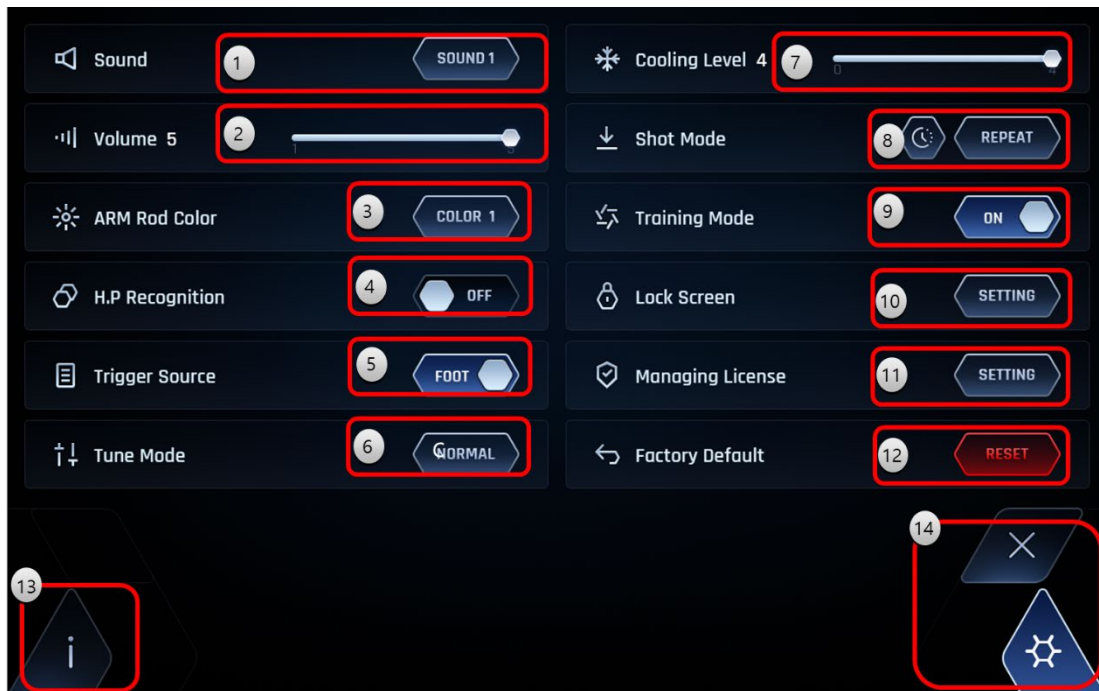 Sound 1 SOUND 1
Volume 5 2 1 5
ARM Rod Color 3 COLOR 1
H.P Recognition 4 OFF
Trigger Source 5 FOOT
Tune Mode 6 NORMAL
Cooling Level 4 7 0 4
Shot Mode 8 REPEAT
Training Mode 9 ON
Lock Screen 10 SETTING
Managing License 11 SETTING
Factory Default 12 RESET
13
i
14